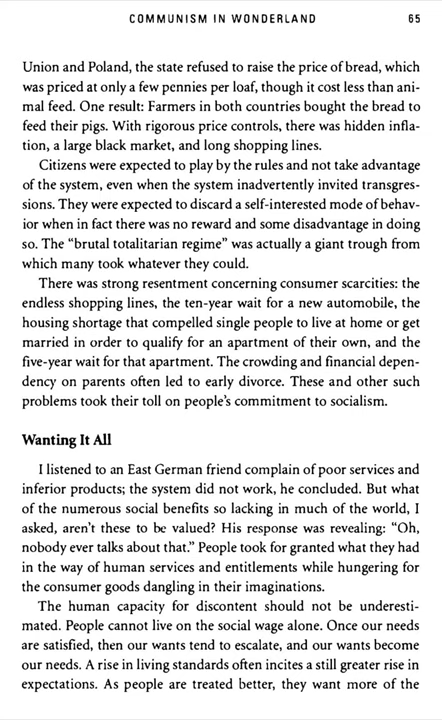 COMMUNISM IN WONDERLAND 65
Union and Poland, the state refused to raise the price of bread, which
was priced at only a few pennies per loaf, though it cost less than ani-
mal feed. One result: Farmers in both countries bought the bread to
feed their pigs. With rigorous price controls, there was hidden infla-
tion, a large black market, and long shopping lines.
Citizens were expected to play by the rules and not take advantage
of the system, even when the system inadvertently invited transgres-
sions. They were expected to discard a self-interested mode of behav-
ior when in fact there was no reward and some disadvantage in doing
so. The “brutal totalitarian regime” was actually a giant trough from
which many took whatever they could.
There was strong resentment concerning consumer scarcities: the
endless shopping lines, the ten-year wait for a new automobile, the
housing shortage that compelled single people to live at home or get
married in order to qualify for an apartment of their own, and the
five-year wait for that apartment. The crowding and financial depen-
dency on parents often led to early divorce. These and other such
problems took their toll on people’s commitment to socialism.
Wanting It All
I listened to an East German friend complain of poor services and
inferior products; the system did not work, he concluded. But what
of the numerous social benefits so lacking in much of the world, I
asked, aren’t these to be valued? His response was revealing: “Oh,
nobody ever talks about that.” People took for granted what they had
in the way of human services and entitlements while hungering for
the consumer goods dangling in their imaginations.
The human capacity for discontent should not be underesti-
mated. People cannot live on the social wage alone. Once our needs
are satisfied, then our wants tend to escalate, and our wants become
our needs. A rise in living standards often incites a still greater rise in
expectations. As people are treated better, they want more of the